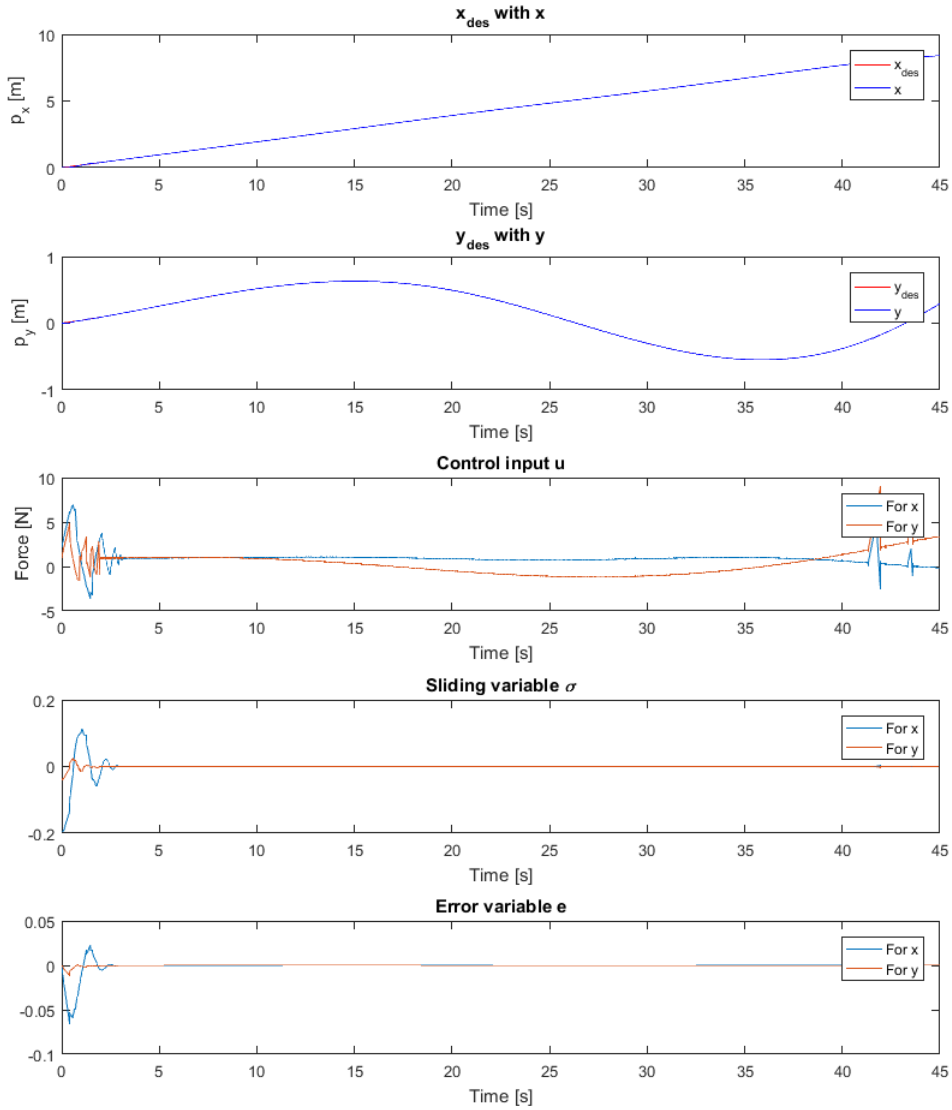 x_des with x
10
5
0
p_x [m]
x_des
x
0 5 10 15 20 25 30 35 40 45
Time [s]
y_des with y
1
0
-1
p_y [m]
y_des
y
0 5 10 15 20 25 30 35 40 45
Time [s]
Control input u
10
5
0
-5
Force [N]
For x
For y
0 5 10 15 20 25 30 35 40 45
Time [s]
Sliding variable σ
0.2
0
-0.2
For x
For y
0 5 10 15 20 25 30 35 40 45
Time [s]
Error variable e
0.05
0
-0.05
-0.1
For x
For y
0 5 10 15 20 25 30 35 40 45
Time [s]